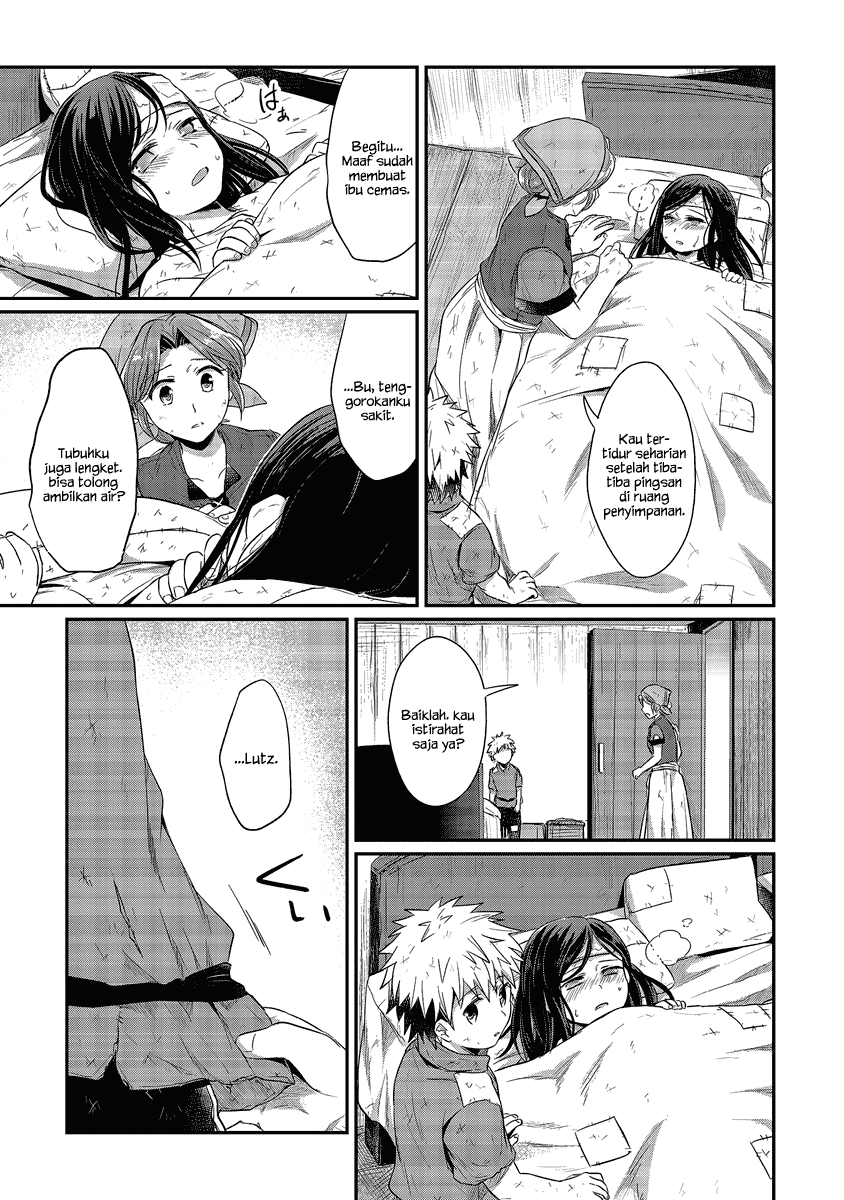 Kau ter-
tidur seharian
setelah tiba-
tiba pingsan
di ruang
penyimpanan.
Begitu...
Maaf sudah
membuat
ibu cemas.
はぁ
...Bu, teng-
gorokanku
sakit.
Tubuhku
juga lengket.
bisa tolong
ambilkan air?
Baiklah. kau
istirahat
saja ya?
...Lutz.
くい